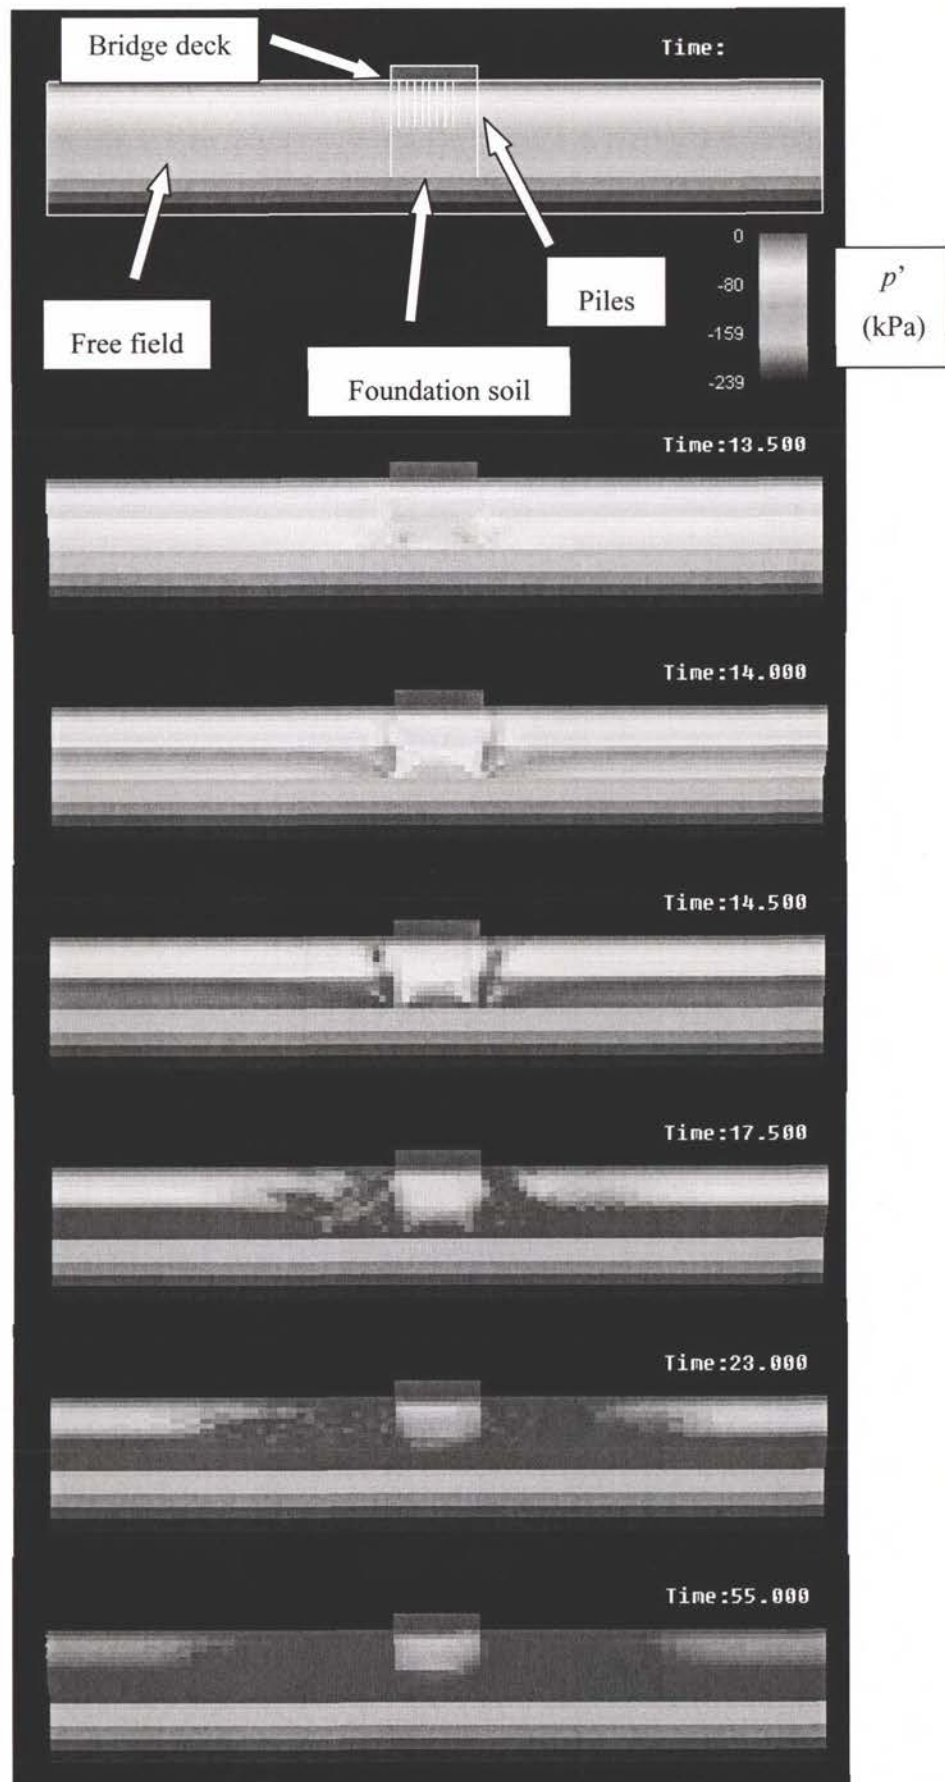 Bridge deck
Time:
0
-80
-159
-239
p'
(kPa)
Free field
Piles
Foundation soil
Time:13.500
Time:14.000
Time:14.500
Time:17.500
Time:23.000
Time:55.000